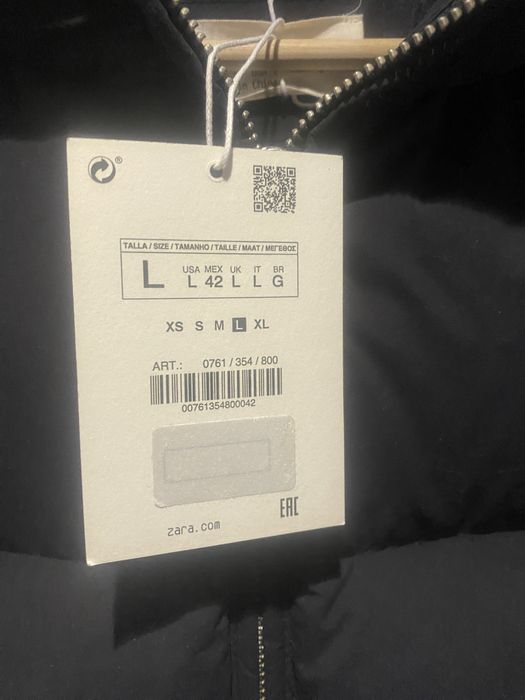 n China
®
TALLA / SIZE / TAMANHO / TAILLE / MAAT / ΜΕΓΕΘΟΣ
L
USA MEX UK IT BR
L 42 L L G
XS S M L XL
ART.: 0761 / 354 / 800
00761354800042
zara.com
EAC